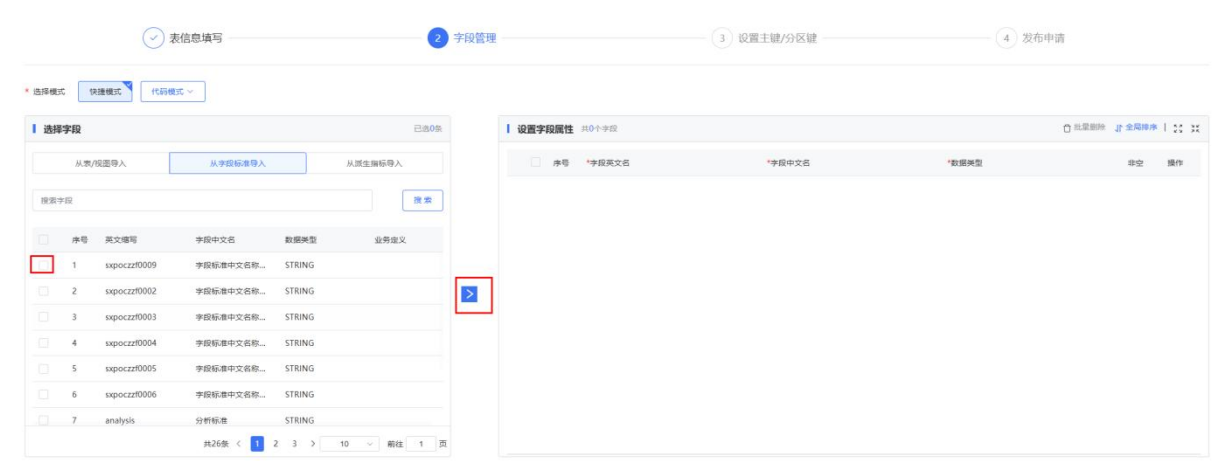 表信息填写
2 字段管理
3 设置主键/分区键
4 发布申请
* 选择模式 快捷模式 代码模式
选择字段 已选0条
从表/视图导入 从字段标准导入 从派生指标导入
搜索字段 搜索
序号 英文缩写 字段中文名 数据类型 业务定义
1 sxpoczzf0009 字段标准中文名称... STRING
2 sxpoczzf0002 字段标准中文名称... STRING
3 sxpoczzf0003 字段标准中文名称... STRING
4 sxpoczzf0004 字段标准中文名称... STRING
5 sxpoczzf0005 字段标准中文名称... STRING
6 sxpoczzf0006 字段标准中文名称... STRING
7 analysis 分析标准 STRING
共26条 < 1 2 3 > 10 前往 1 页
设置字段属性 共0个字段 批量删除 全局排序
序号 *字段英文名 *字段中文名 *数据类型 非空 操作